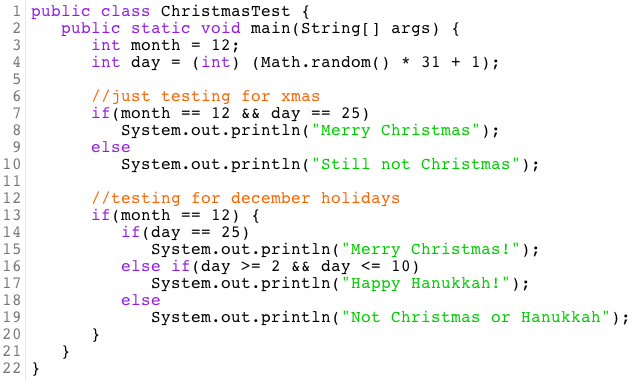 1 public class ChristmasTest {
2 public static void main(String[] args) {
3 int month = 12;
4 int day = (int) (Math.random() * 31 + 1);
5
6 //just testing for xmas
7 if(month == 12 && day == 25)
8 System.out.println("Merry Christmas");
9 else
10 System.out.println("Still not Christmas");
11
12 //testing for december holidays
13 if(month == 12) {
14 if(day == 25)
15 System.out.println("Merry Christmas!");
16 else if(day >= 2 && day <= 10)
17 System.out.println("Happy Hanukkah!");
18 else
19 System.out.println("Not Christmas or Hanukkah");
20 }
21 }
22 }